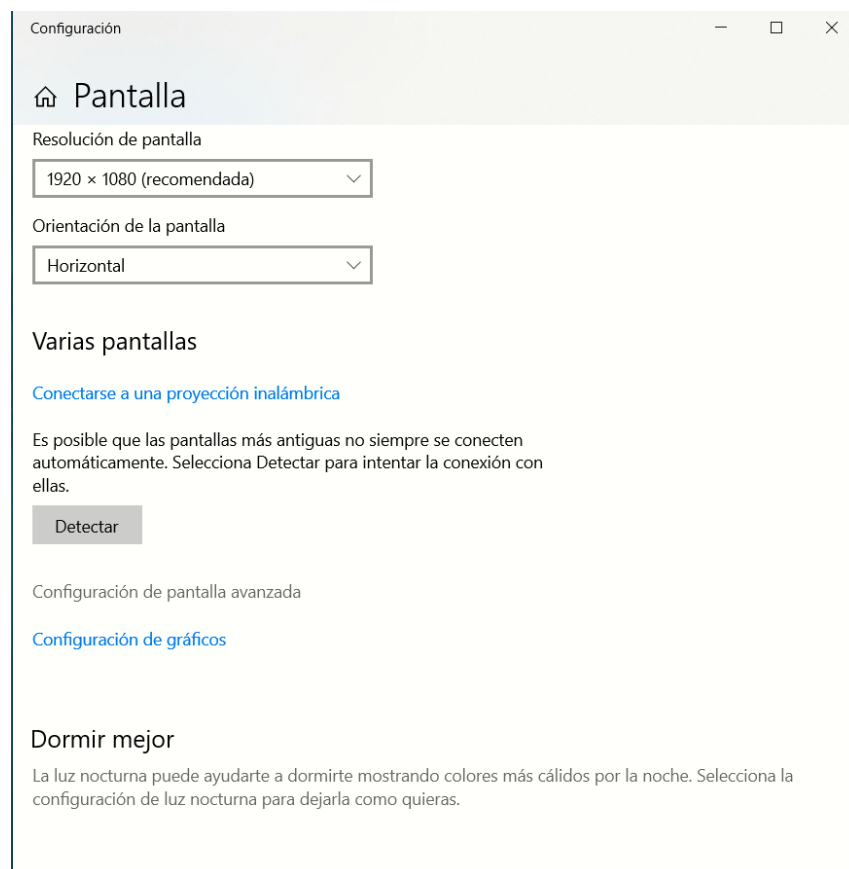 Configuración
Pantalla
Resolución de pantalla
1920 × 1080 (recomendada)
Orientación de la pantalla
Horizontal
Varias pantallas
Conectarse a una proyección inalámbrica
Es posible que las pantallas más antiguas no siempre se conecten
automáticamente. Selecciona Detectar para intentar la conexión con
ellas.
Detectar
Configuración de pantalla avanzada
Configuración de gráficos
Dormir mejor
La luz nocturna puede ayudarte a dormirte mostrando colores más cálidos por la noche. Selecciona la
configuración de luz nocturna para dejarla como quieras.